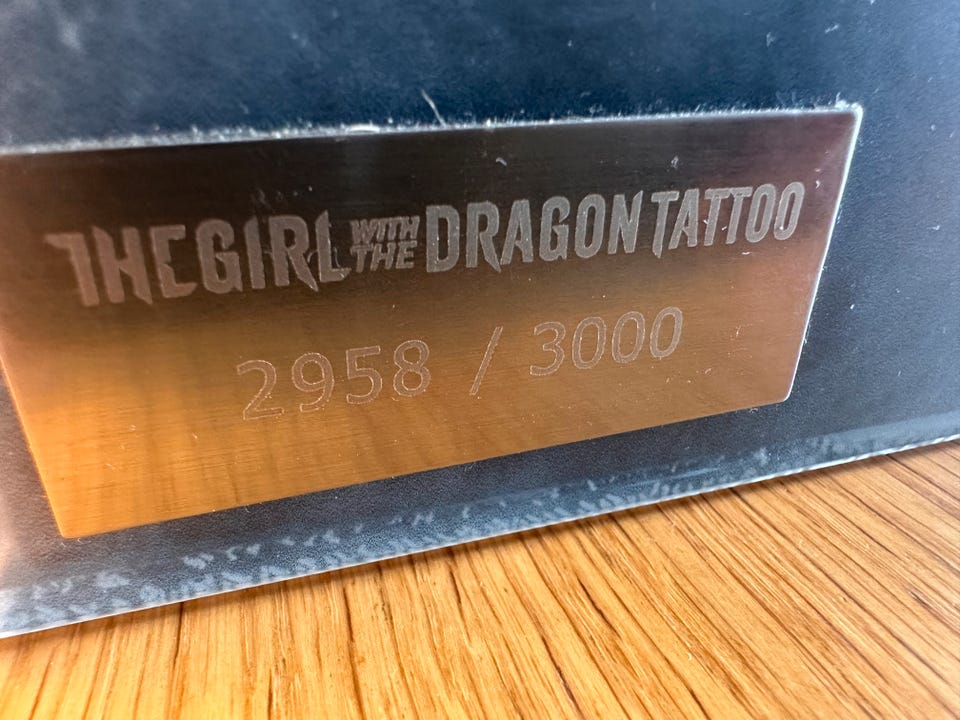 THE GIRL WITH THE DRAGON TATTOO
2958 / 3000